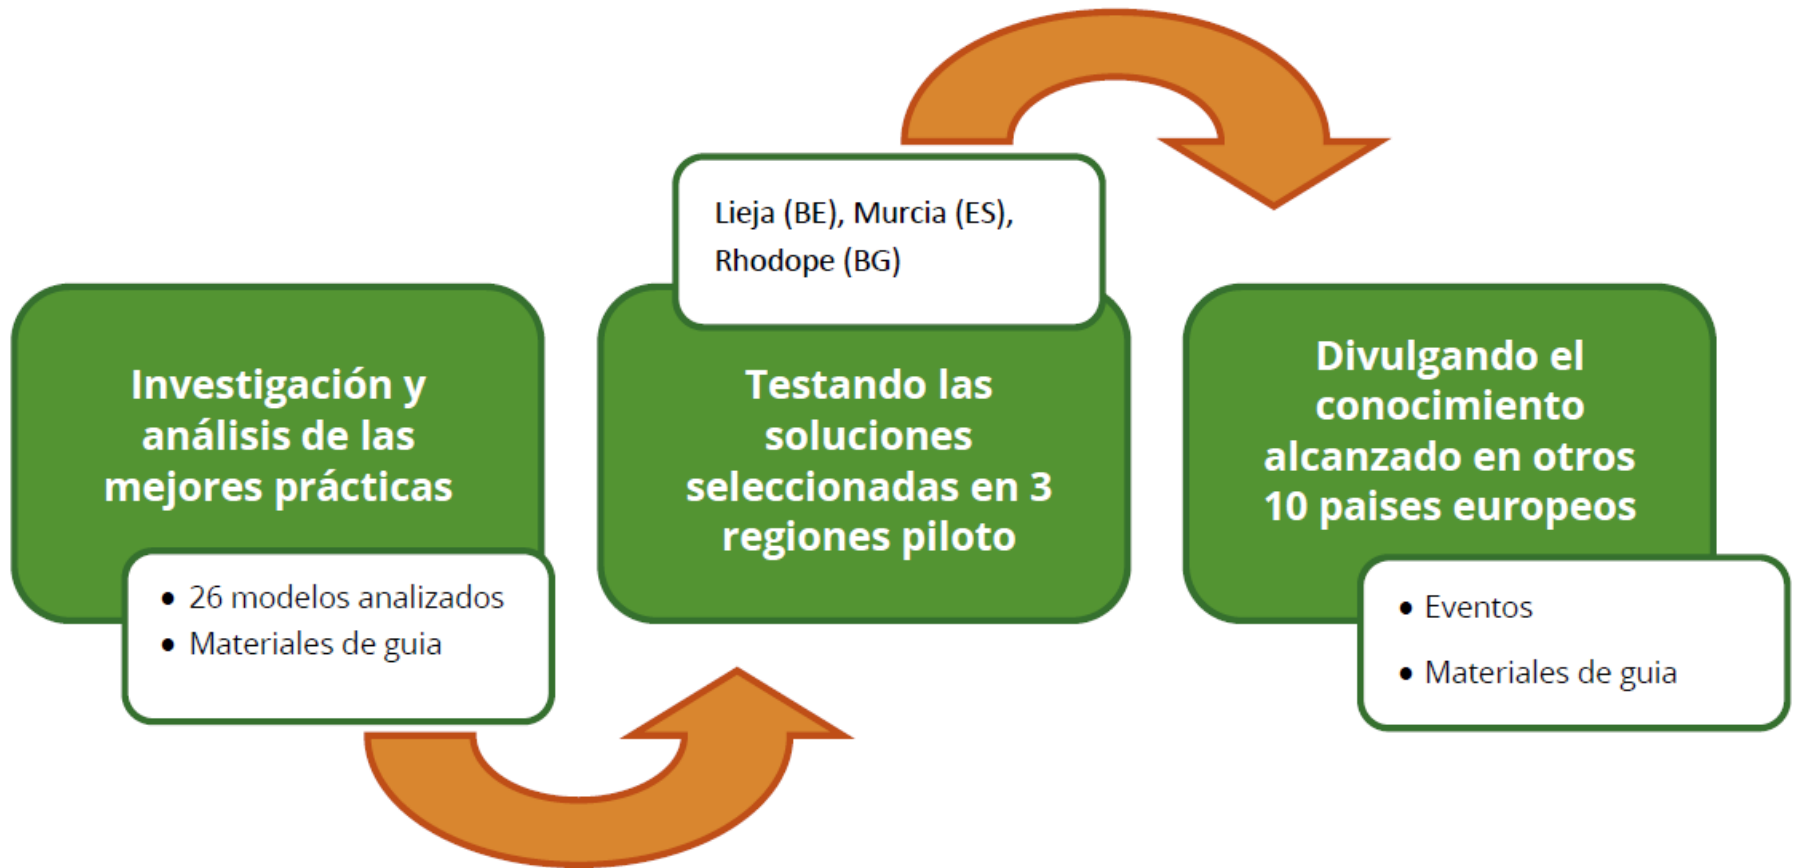 Investigación y
análisis de las
mejores prácticas
• 26 modelos analizados
• Materiales de guia
Lieja (BE), Murcia (ES),
Rhodope (BG)
Testando las
soluciones
seleccionadas en 3
regiones piloto
Divulgando el
conocimiento
alcanzado en otros
10 paises europeos
• Eventos
• Materiales de guia